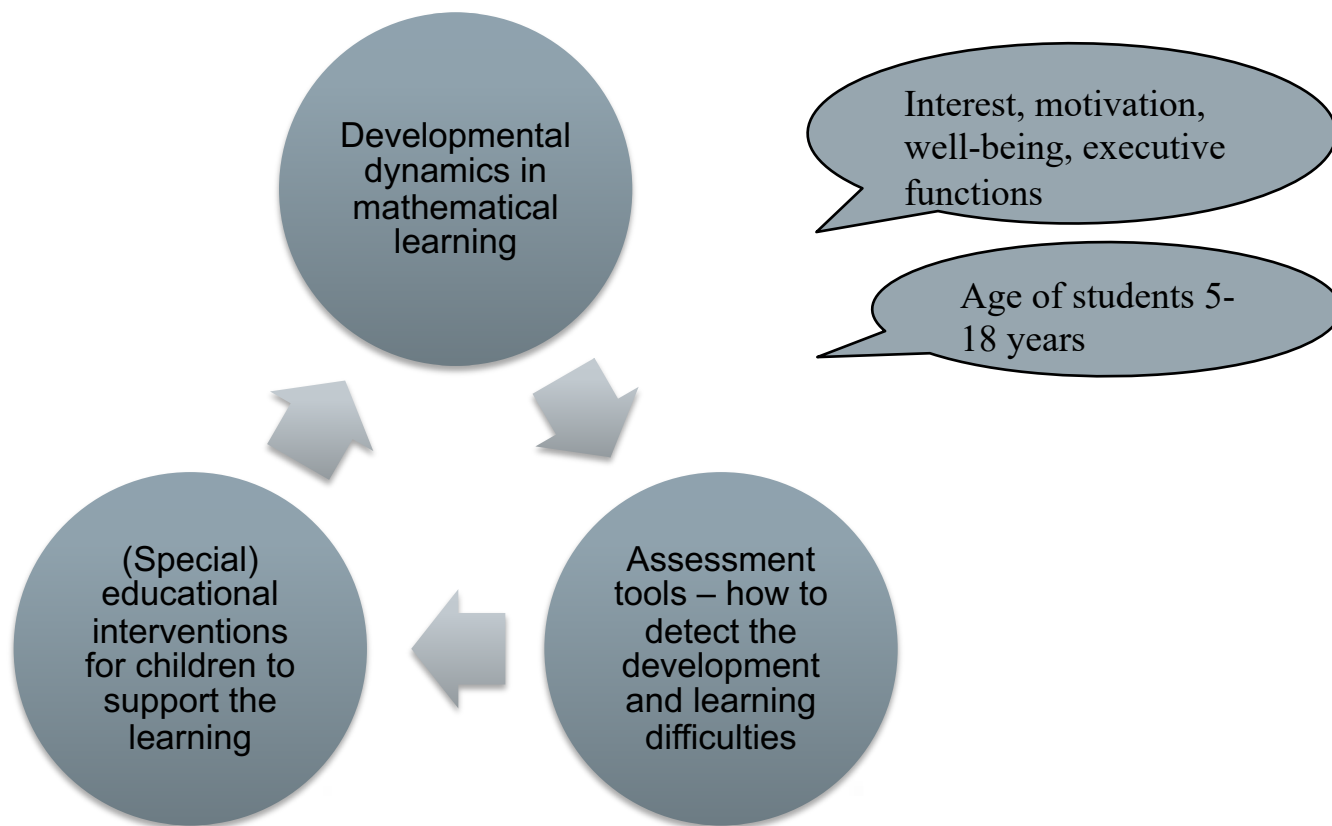 Developmental
dynamics in
mathematical
learning
Interest, motivation,
well-being, executive
functions
Age of students 5-
18 years
(Special)
educational
interventions
for children to
support the
learning
Assessment
tools – how to
detect the
development
and learning
difficulties